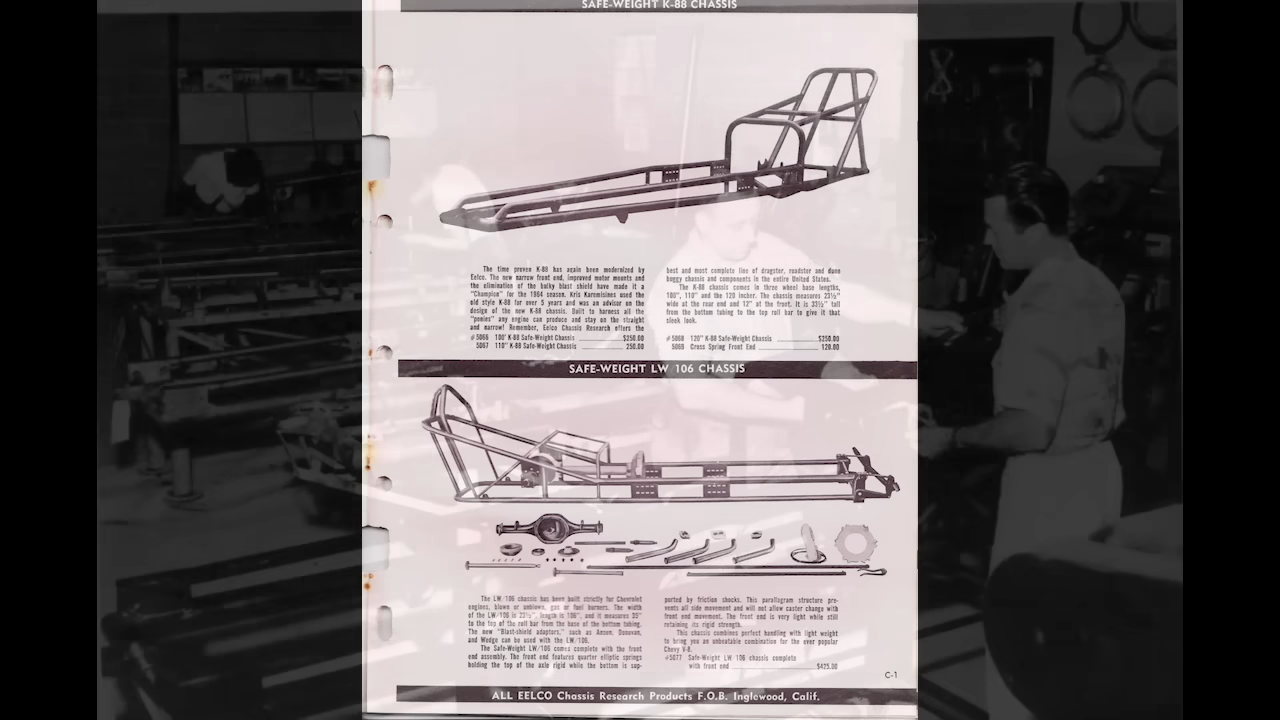 SAFE-WEIGHT K-88 CHASSIS
The time proven K-88 has again been modernized by
Eelco. The new narrow front end, improved motor mounts and
the elimination of the bulky blast shield have made it a
"Champion" for the 1964 season. Kris Karamisines used the
old style K-88 for over 5 years and was an advisor on the
design of the new K-88 chassis. Built to harness all the
"ponies" any engine can produce and stay on the straight
and narrow! Remember, Eelco Chassis Research offers the
#5066 100" K-88 Safe-Weight Chassis $250.00
5067 110" K-88 Safe-Weight Chassis 250.00
best and most complete line of dragster, roadster and dune
buggy chassis and components in the entire United States.
The K-88 chassis comes in three wheel base lengths,
100", 110" and the 120 incher. The chassis measures 23½"
wide at the rear end and 12" at the front. It is 33½" tall
from the bottom tubing to the top roll bar to give it that
sleek look.
#5068 120" K-88 Safe-Weight Chassis $250.00
5069 Cross Spring Front End 128.00
SAFE-WEIGHT LW 106 CHASSIS
The LW 106 chassis has been built strictly for Chevrolet
engines, blown or unblown, gas or fuel burners. The width
of the LW/106 is 23½", length is 106", and it measures 35"
to the top of the roll bar from the base of the bottom tubing.
The new "Blast-shield adaptors," such as Ansen, Donovan,
and Wedge can be used with the LW/106.
The Safe-Weight LW/106 comes complete with the front
end assembly. The front end features quarter elliptic springs
holding the top of the axle rigid while the bottom is sup-
ported by friction shocks. This parallogram structure pre-
vents all side movement and will not allow caster change with
front end movement. The front end is very light while still
retaining its rigid strength.
This chassis combines perfect handling with light weight
to bring you an unbeatable combination for the ever popular
Chevy V-8.
#5077 Safe-Weight LW 106 chassis complete
with front end $425.00
C-1
ALL EELCO Chassis Research Products F.O.B. Inglewood, Calif.